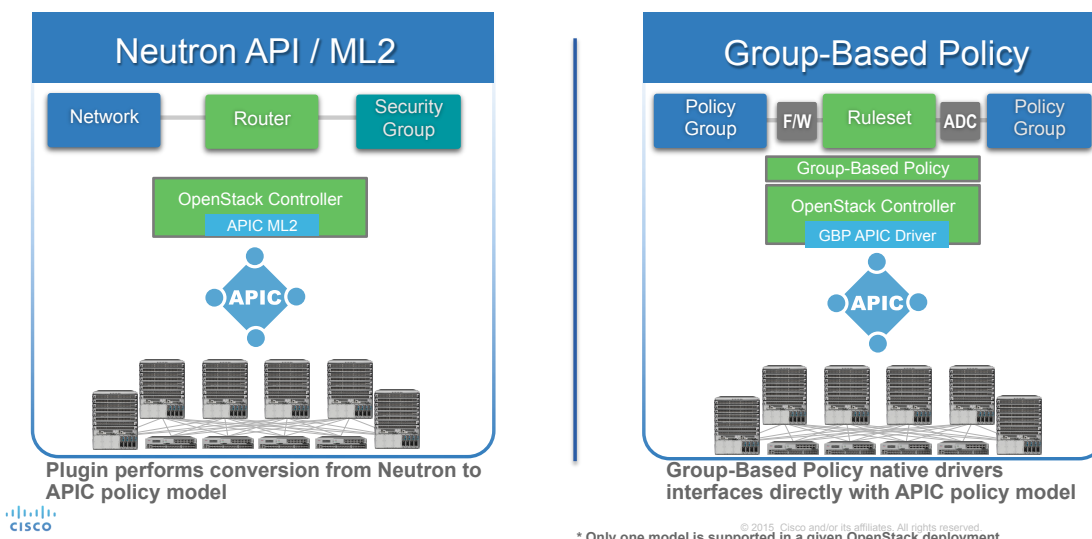 Neutron API / ML2
Network
Router
Security
Group
OpenStack Controller
APIC ML2
APIC
Plugin performs conversion from Neutron to
APIC policy model
Group-Based Policy
Policy
Group
F/W
Ruleset
ADC
Policy
Group
Group-Based Policy
OpenStack Controller
GBP APIC Driver
APIC
Group-Based Policy native drivers
interfaces directly with APIC policy model
CISCO
© 2015 Cisco and/or its affiliates. All rights reserved.
* Only one model is supported in a given OpenStack deployment